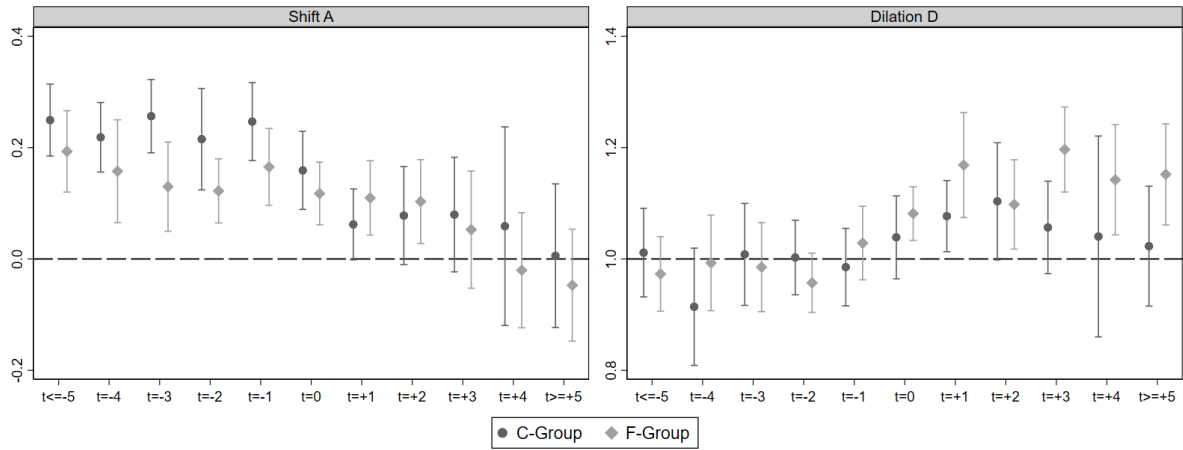 Shift A
Dilation D
0.4
0.2
0.0
-0.2
1.4
1.2
1.0
0.8
t<=-5 t=-4 t=-3 t=-2 t=-1 t=0 t=+1 t=+2 t=+3 t=+4 t>=+5
t<=-5 t=-4 t=-3 t=-2 t=-1 t=0 t=+1 t=+2 t=+3 t=+4 t>=+5
C-Group F-Group